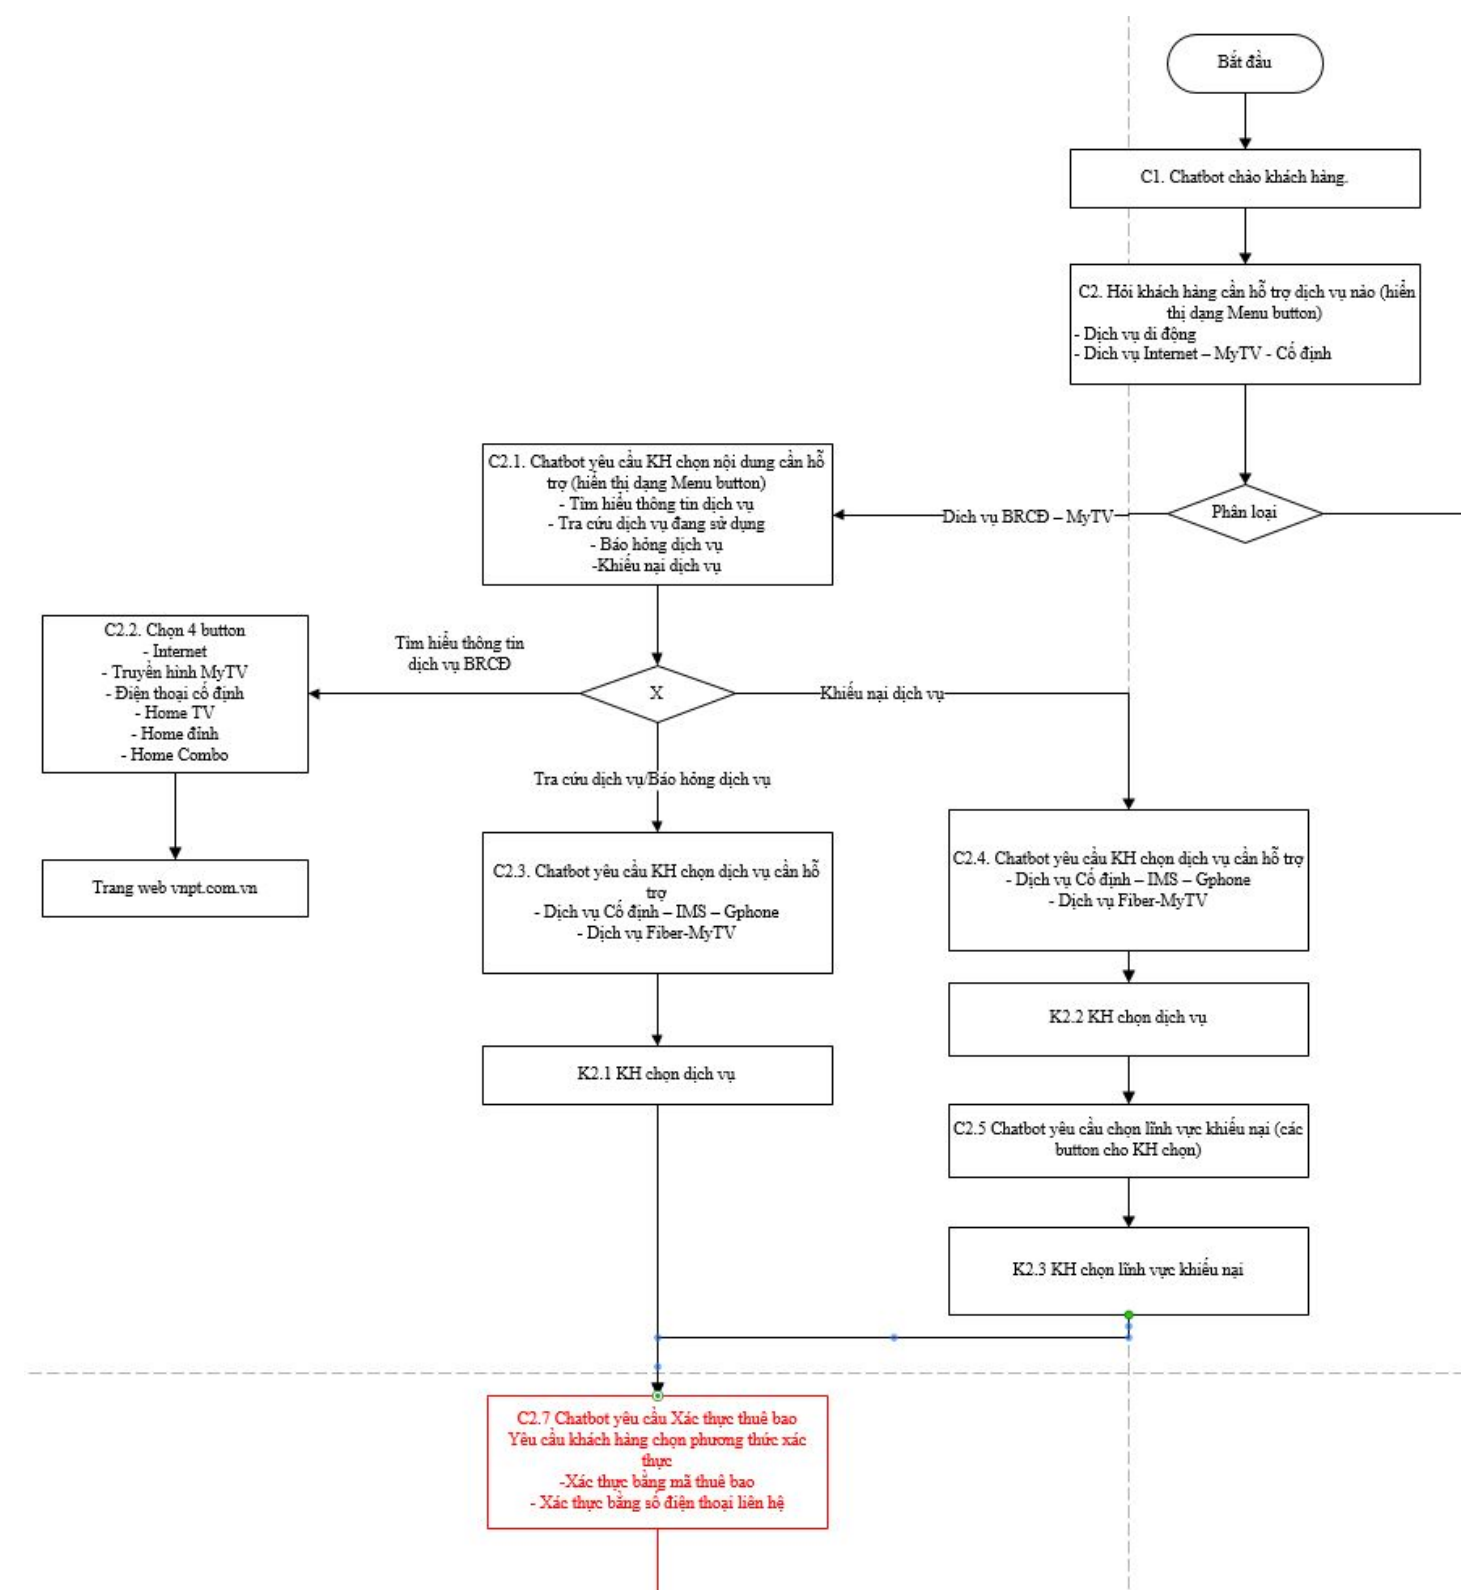 Bắt đầu
C1. Chatbot chào khách hàng.
C2. Hỏi khách hàng cần hỗ trợ dịch vụ nào (hiển
thị dạng Menu button)
- Dịch vụ di động
- Dich vụ Internet – MyTV - Cố định
Phân loại
Dich vụ BRCĐ – MyTV
C2.1. Chatbot yêu cầu KH chọn nội dung cần hỗ
trợ (hiển thị dạng Menu button)
- Tìm hiểu thông tin dịch vụ
- Tra cứu dịch vụ đang sử dụng
- Báo hỏng dịch vụ
-Khiếu nại dịch vụ
X
Tìm hiểu thông tin
dịch vụ BRCĐ
C2.2. Chọn 4 button
- Internet
- Truyền hình MyTV
- Điện thoại cố định
- Home TV
- Home đỉnh
- Home Combo
Trang web vnpt.com.vn
Tra cứu dịch vụ/Báo hỏng dịch vụ
C2.3. Chatbot yêu cầu KH chọn dịch vụ cần hỗ
trợ
- Dịch vụ Cố định – IMS – Gphone
- Dịch vụ Fiber-MyTV
K2.1 KH chọn dịch vụ
Khiếu nại dịch vụ
C2.4. Chatbot yêu cầu KH chọn dịch vụ cần hỗ trợ
- Dịch vụ Cố định – IMS – Gphone
- Dịch vụ Fiber-MyTV
K2.2 KH chọn dịch vụ
C2.5 Chatbot yêu cầu chọn lĩnh vực khiếu nại (các
button cho KH chọn)
K2.3 KH chọn lĩnh vực khiếu nại
C2.7 Chatbot yêu cầu Xác thực thuê bao
Yêu cầu khách hàng chọn phương thức xác
thực
-Xác thực bằng mã thuê bao
- Xác thực bằng số điện thoại liên hệ